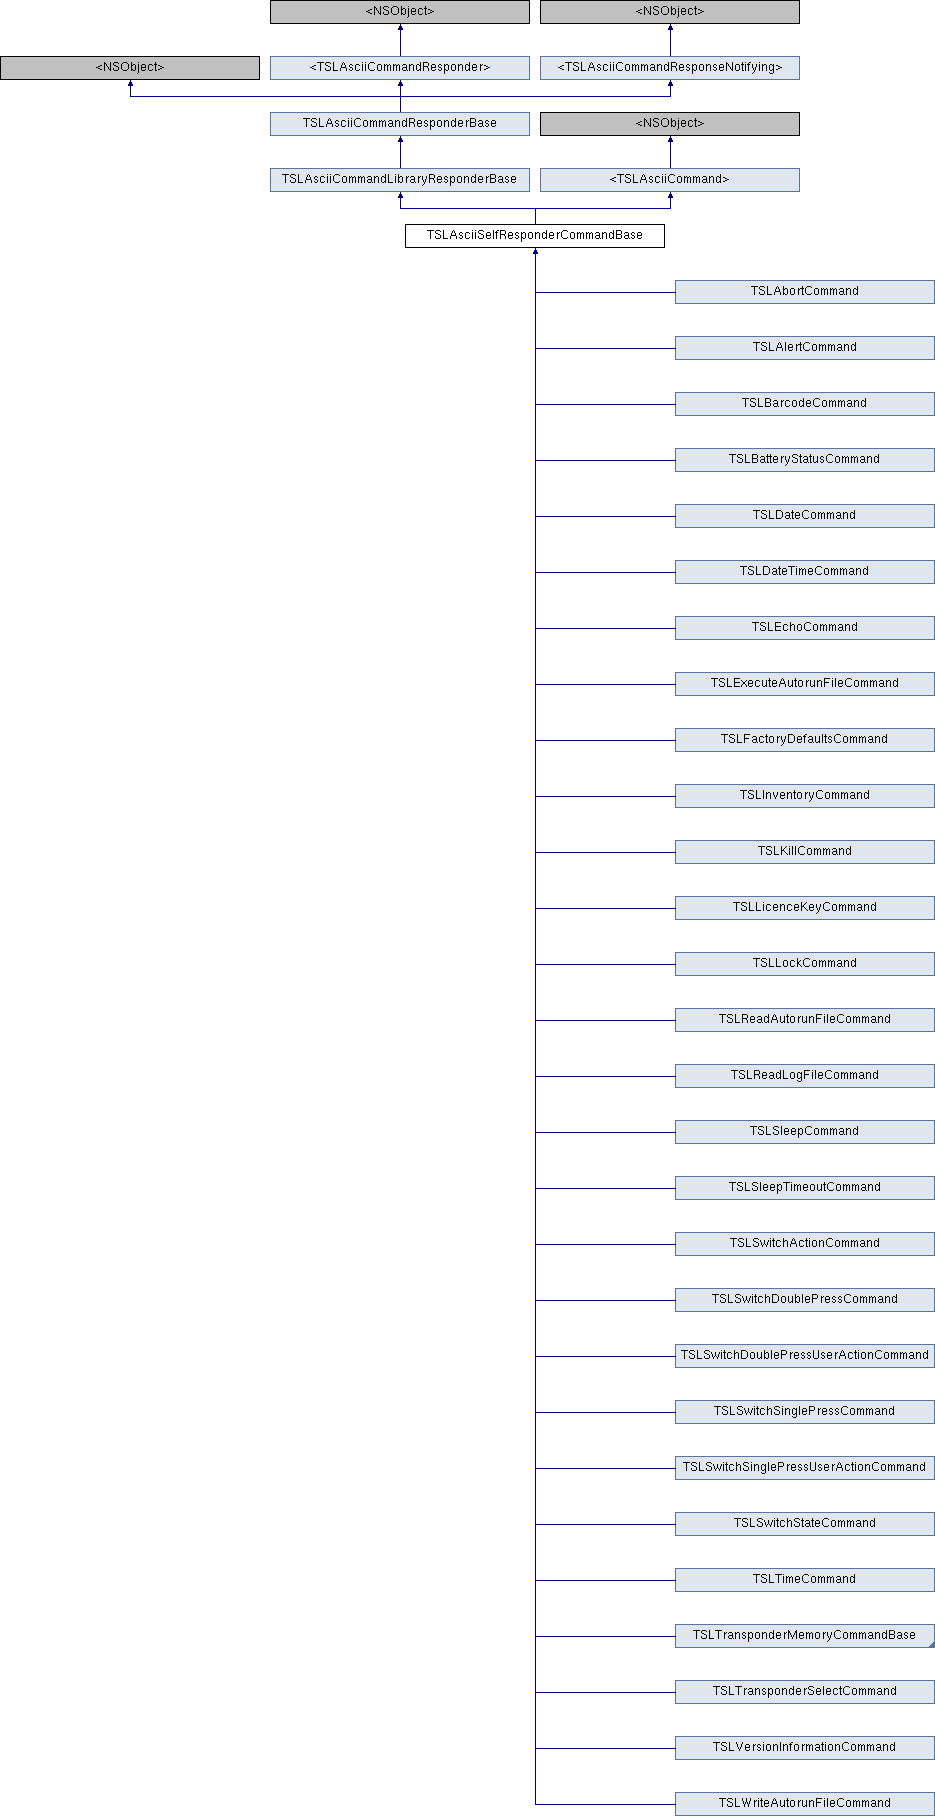 <NSObject>
<NSObject>
<NSObject>
<TSLAsciiCommandResponder>
<TSLAsciiCommandResponseNotifying>
TSLAsciiCommandResponderBase
<NSObject>
TSLAsciiCommandLibraryResponderBase
<TSLAsciiCommand>
TSLAsciiSelfResponderCommandBase
TSLAbortCommand
TSLAlertCommand
TSLBarcodeCommand
TSLBatteryStatusCommand
TSLDateCommand
TSLDateTimeCommand
TSLEchoCommand
TSLExecuteAutorunFileCommand
TSLFactoryDefaultsCommand
TSLInventoryCommand
TSLKillCommand
TSLLicenceKeyCommand
TSLLockCommand
TSLReadAutorunFileCommand
TSLReadLogFileCommand
TSLSleepCommand
TSLSleepTimeoutCommand
TSLSwitchActionCommand
TSLSwitchDoublePressCommand
TSLSwitchDoublePressUserActionCommand
TSLSwitchSinglePressCommand
TSLSwitchSinglePressUserActionCommand
TSLSwitchStateCommand
TSLTimeCommand
TSLTransponderMemoryCommandBase
TSLTransponderSelectCommand
TSLVersionInformationCommand
TSLWriteAutorunFileCommand